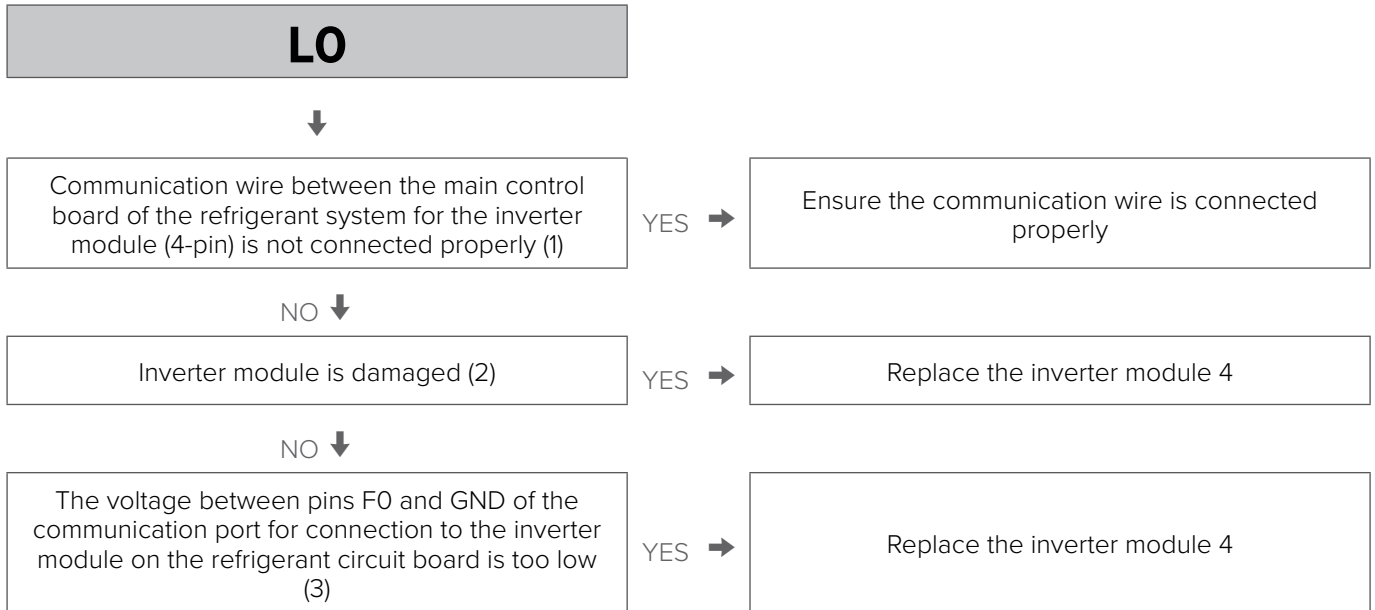 L0
Communication wire between the main control
board of the refrigerant system for the inverter
module (4-pin) is not connected properly (1)
YES
Ensure the communication wire is connected
properly
NO
Inverter module is damaged (2)
YES
Replace the inverter module 4
NO
The voltage between pins F0 and GND of the
communication port for connection to the inverter
module on the refrigerant circuit board is too low
(3)
YES
Replace the inverter module 4